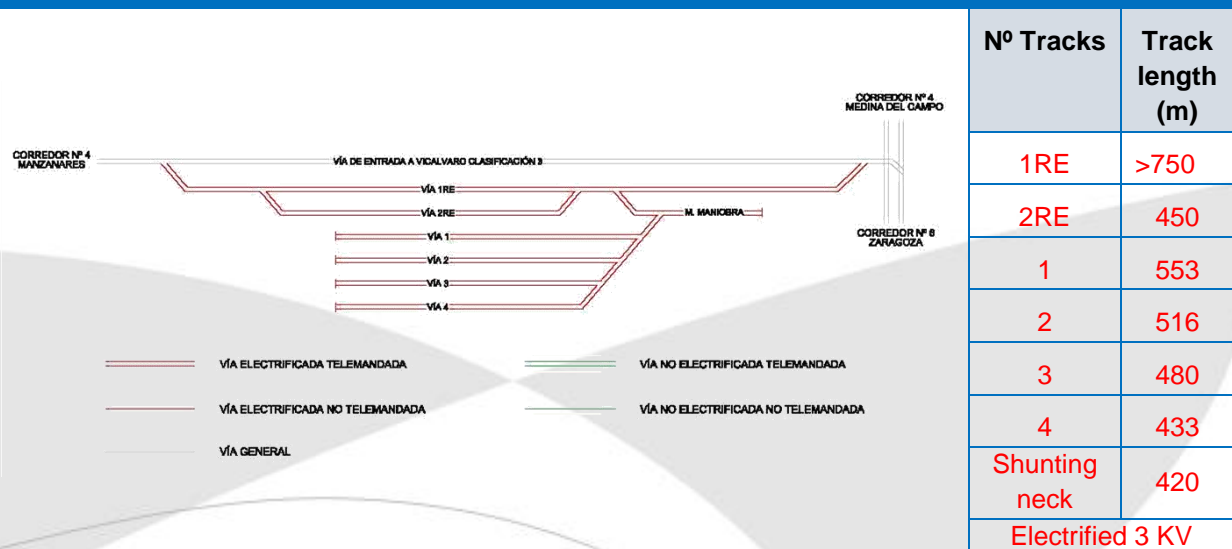 CORREDOR Nº 4
MEDINA DEL CAMPO
CORREDOR Nº 4
MANZANARES
VÍA DE ENTRADA A VICALVARO CLASIFICACIÓN 3
VÍA 1RE
VÍA 2RE
M. MANIOBRA
VÍA 1
VÍA 2
VÍA 3
VÍA 4
CORREDOR Nº 6
ZARAGOZA
VÍA ELECTRIFICADA TELEMANDADA
VÍA NO ELECTRIFICADA TELEMANDADA
VÍA ELECTRIFICADA NO TELEMANDADA
VÍA NO ELECTRIFICADA NO TELEMANDADA
VÍA GENERAL
Nº Tracks
Track
length
(m)
1RE >750
2RE 450
1 553
2 516
3 480
4 433
Shunting
neck
420
Electrified 3 KV